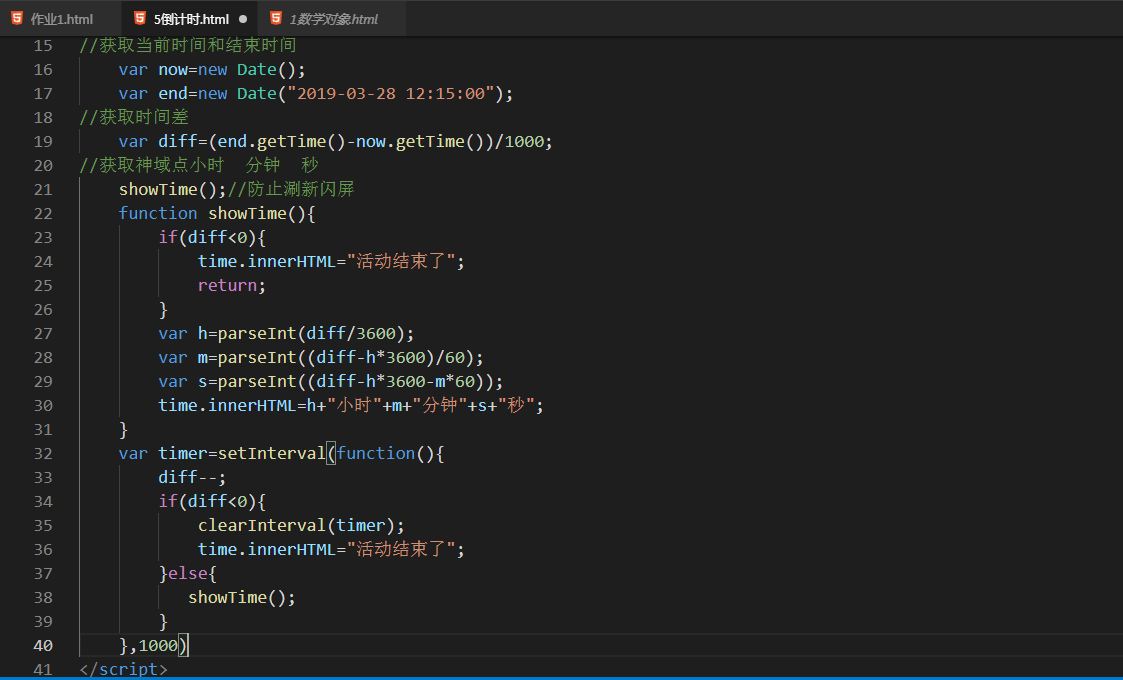 作业1.html 5倒计时.html 1数学对象.html
15 //获取当前时间和结束时间
16 var now=new Date();
17 var end=new Date("2019-03-28 12:15:00");
18 //获取时间差
19 var diff=(end.getTime()-now.getTime())/1000;
20 //获取神域点小时 分钟 秒
21 showTime();//防止涮新闪屏
22 function showTime(){
23 if(diff<0){
24 time.innerHTML="活动结束了";
25 return;
26 }
27 var h=parseInt(diff/3600);
28 var m=parseInt((diff-h*3600)/60);
29 var s=parseInt((diff-h*3600-m*60));
30 time.innerHTML=h+"小时"+m+"分钟"+s+"秒";
31 }
32 var timer=setInterval(function(){
33 diff--;
34 if(diff<0){
35 clearInterval(timer);
36 time.innerHTML="活动结束了";
37 }else{
38 showTime();
39 }
40 },1000)
41 </script>